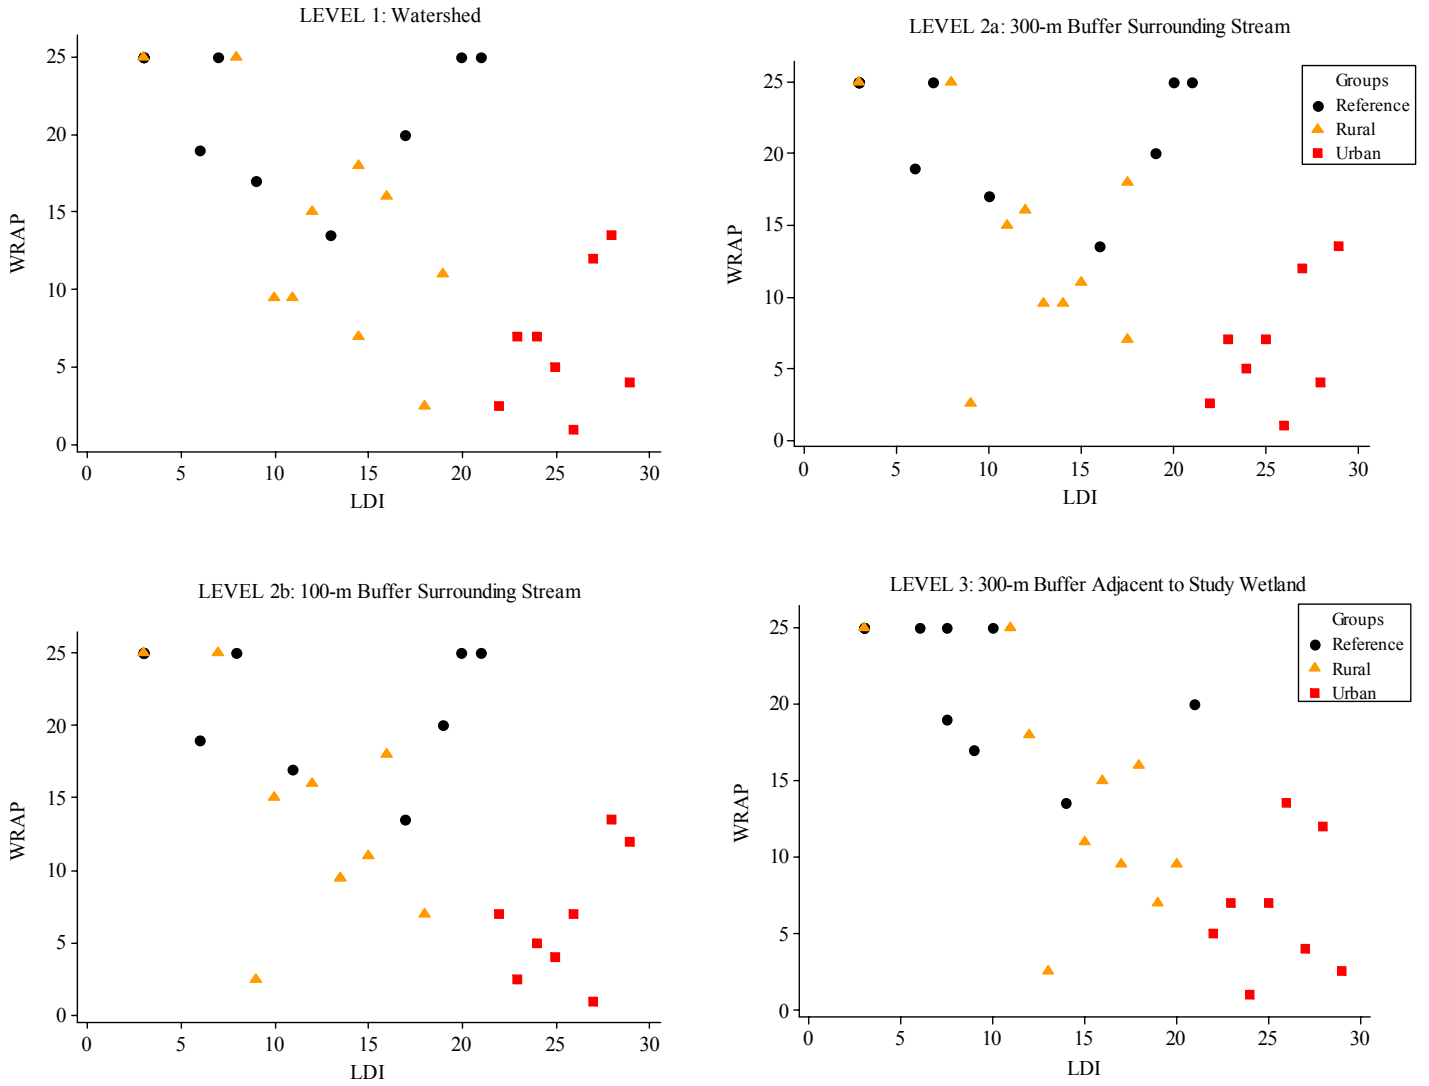 LEVEL 1: Watershed
25
20
15
10
5
0
WRAP
0 5 10 15 20 25 30
LDI
LEVEL 2a: 300-m Buffer Surrounding Stream
25
20
15
10
5
0
WRAP
0 5 10 15 20 25 30
LDI
Groups
Reference
Rural
Urban
LEVEL 2b: 100-m Buffer Surrounding Stream
25
20
15
10
5
0
WRAP
0 5 10 15 20 25 30
LDI
LEVEL 3: 300-m Buffer Adjacent to Study Wetland
25
20
15
10
5
0
WRAP
0 5 10 15 20 25 30
LDI
Groups
Reference
Rural
Urban